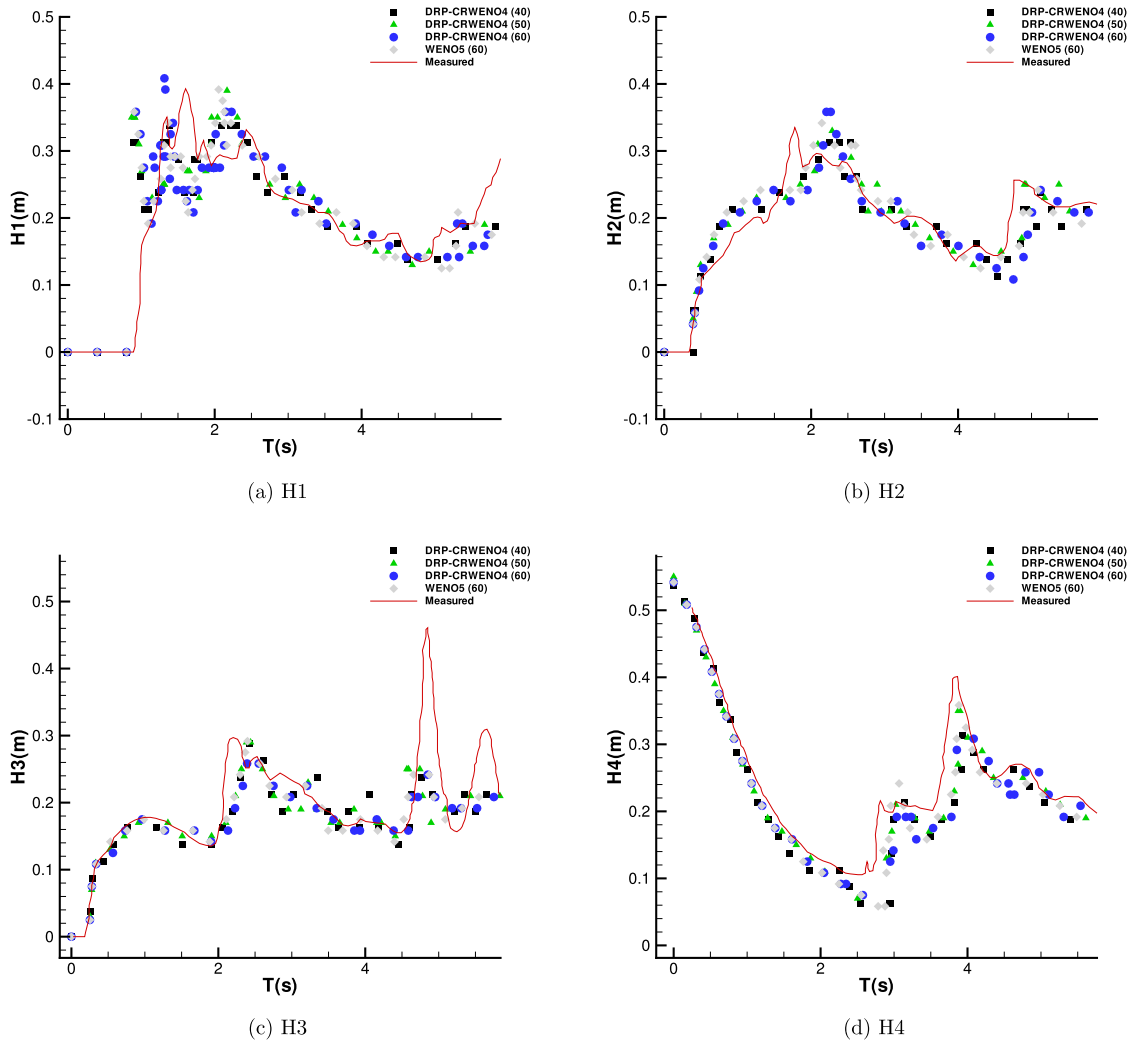 0.5
0.4
0.3
0.2
0.1
0
-0.1
H1(m)
0
2
4
T(s)
DRP-CRWENO4 (40)
DRP-CRWENO4 (50)
DRP-CRWENO4 (60)
WENO5 (60)
Measured
(a) H1
0.5
0.4
0.3
0.2
0.1
0
-0.1
H2(m)
0
2
4
T(s)
DRP-CRWENO4 (40)
DRP-CRWENO4 (50)
DRP-CRWENO4 (60)
WENO5 (60)
Measured
(b) H2
0.5
0.4
0.3
0.2
0.1
0
H3(m)
0
2
4
T(s)
DRP-CRWENO4 (40)
DRP-CRWENO4 (50)
DRP-CRWENO4 (60)
WENO5 (60)
Measured
(c) H3
0.5
0.4
0.3
0.2
0.1
0
H4(m)
0
2
4
T(s)
DRP-CRWENO4 (40)
DRP-CRWENO4 (50)
DRP-CRWENO4 (60)
WENO5 (60)
Measured
(d) H4